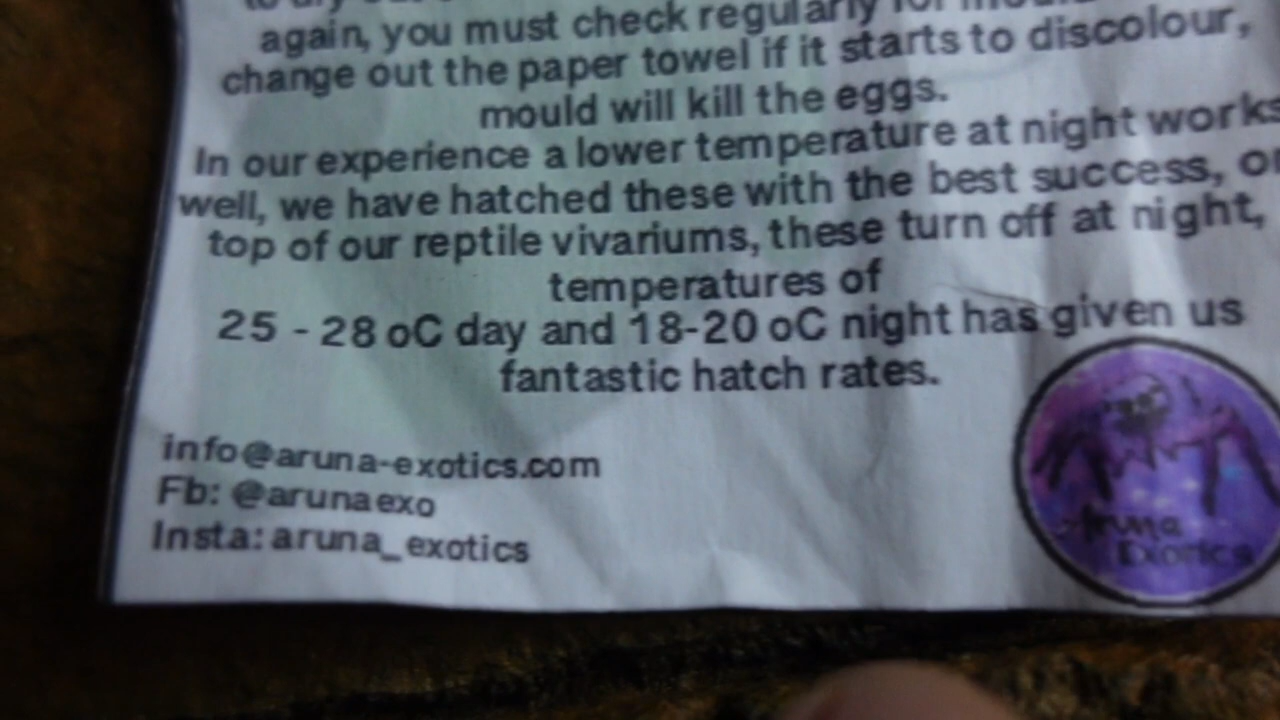 again, you must check regularly for
change out the paper towel if it starts to discolour,
mould will kill the eggs.
In our experience a lower temperature at night works
well, we have hatched these with the best success,
top of our reptile vivariums, these turn off at night,
temperatures of
25 - 28 oC day and 18-20 oC night has given us
fantastic hatch rates.
info@aruna-exotics.com
Fb: @arunaexo
Insta: aruna_exotics
Aruna
Exotics